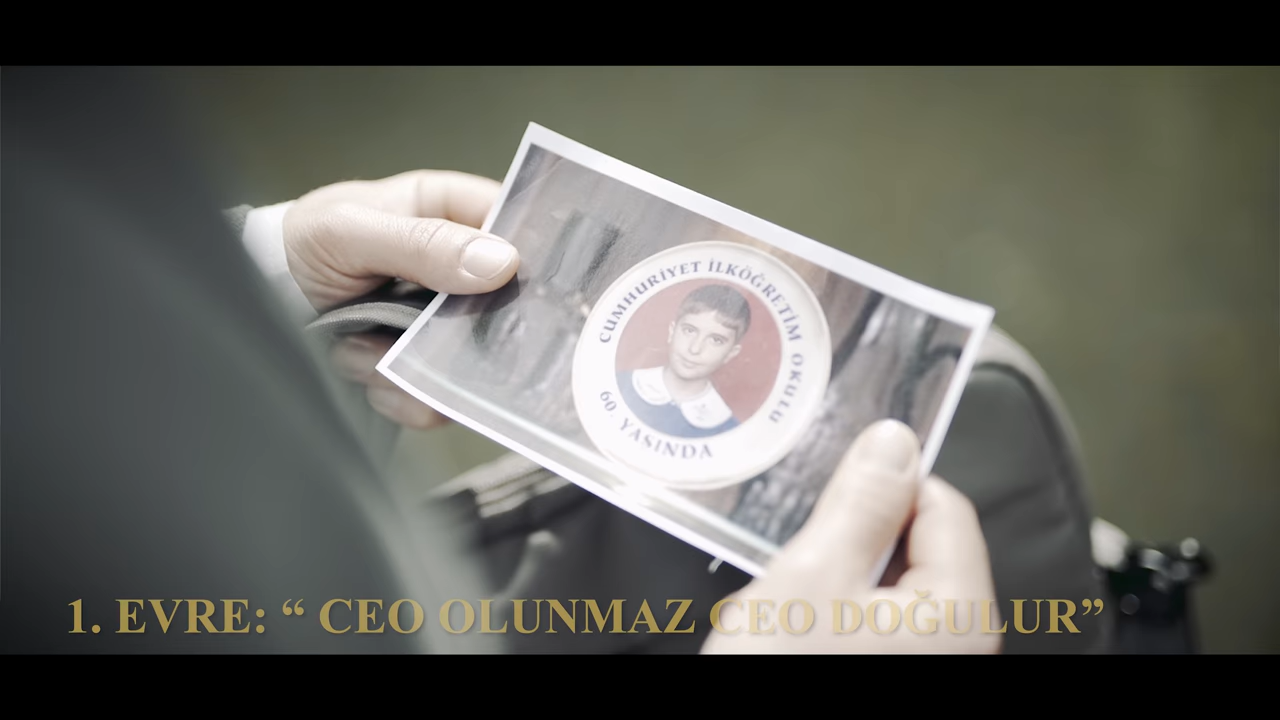 CUMHURİYET İLKÖĞRETİM OKULU
60. YAŞINDA
1. EVRE: “ CEO OLUNMAZ CEO DOĞULUR”